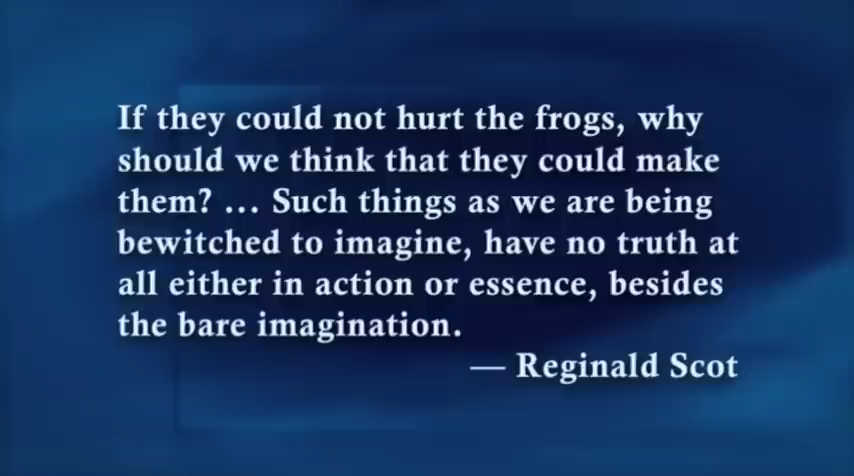 If they could not hurt the frogs, why
should we think that they could make
them? ... Such things as we are being
bewitched to imagine, have no truth at
all either in action or essence, besides
the bare imagination.
— Reginald Scot